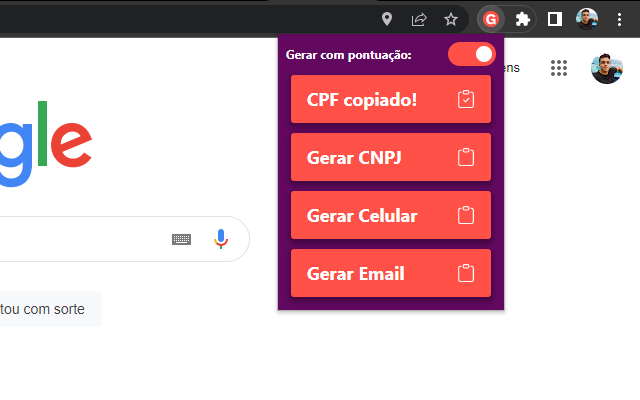 G
Gerar com pontuação:
ens
CPF copiado!
gle
Gerar CNPJ
Gerar Celular
Gerar Email
tou com sorte